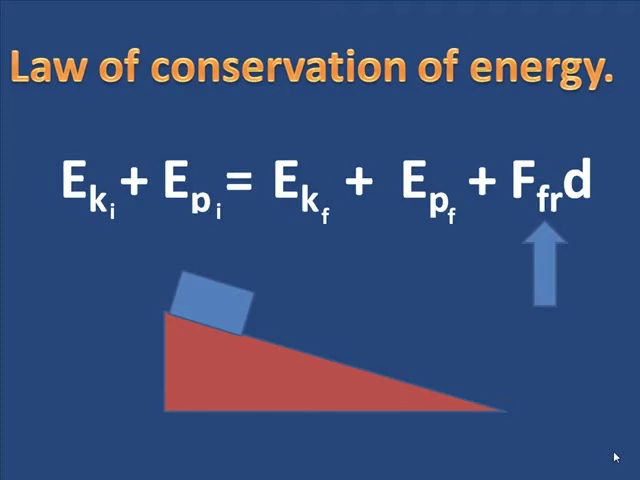 Law of conservation of energy.
Eki + Epi = Ekf + Epf + Ffrd